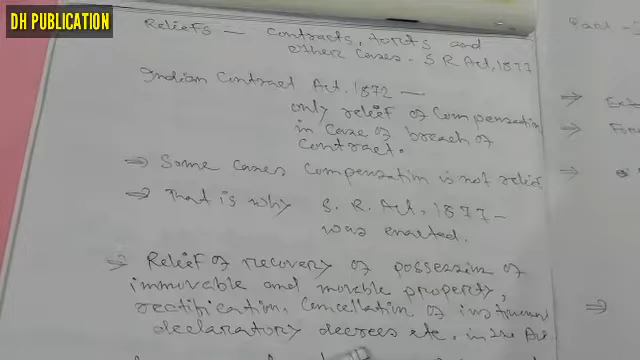 DH PUBLICATION
Reliefs — Contracts, torts and
other Cases. S R Act, 1877
Indian Contract Act. 1872 —
only relief of Compensation
in Case of breach of
Contract.
⇒ Some cases Compensation is not relief
⇒ That is why S. R. Act, 1877 —
was enacted.
⇒ Relief of recovery of possession of
immovable and movable property,
rectification, Cancellation of instrument
declaratory decrees etc. in the
Part -
⇒
⇒
⇒
⇒